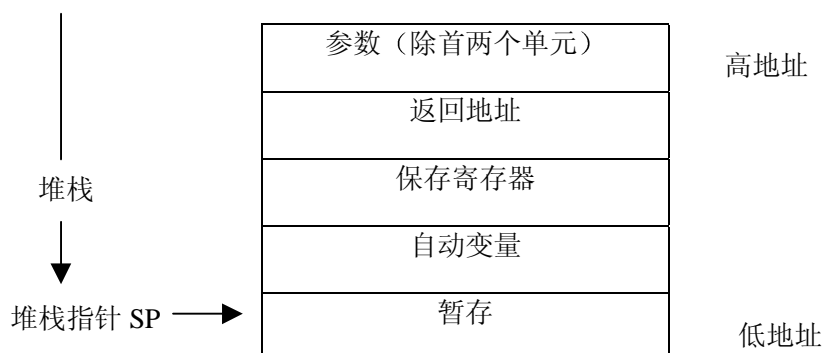 参数（除首两个单元）
高地址
返回地址
保存寄存器
堆栈
自动变量
堆栈指针 SP
暂存
低地址